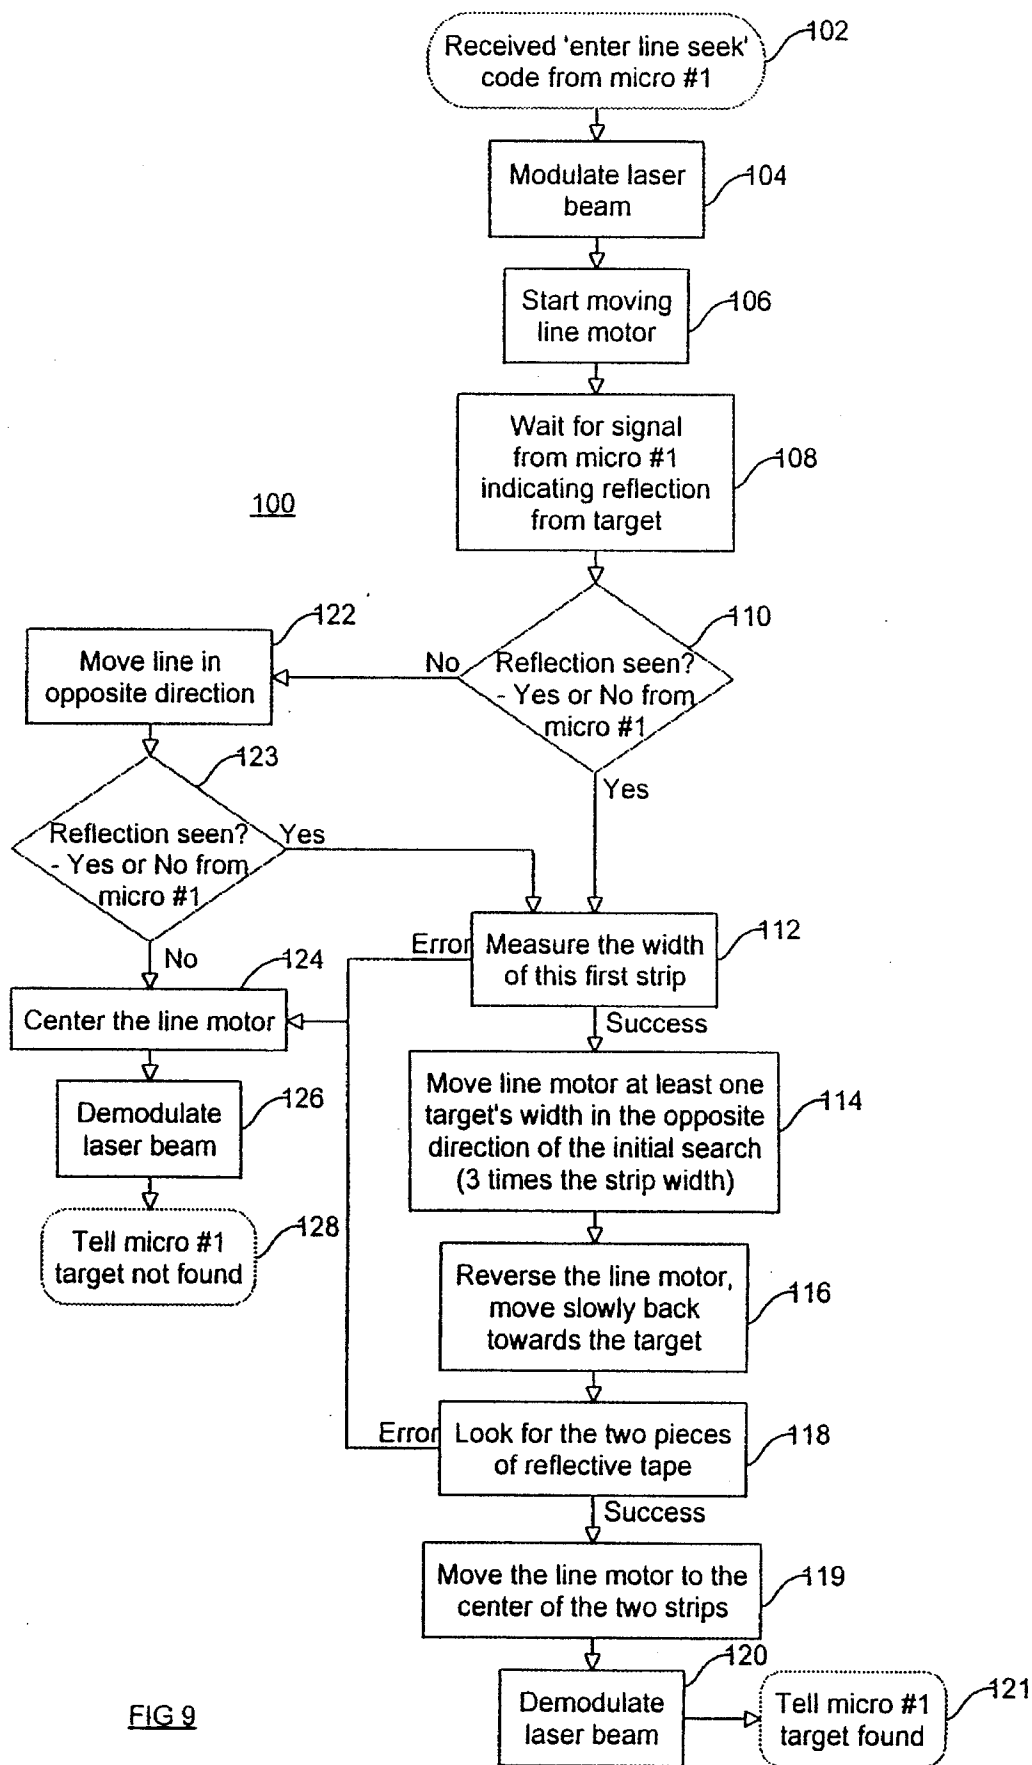 Received 'enter line seek'
code from micro #1
102
Modulate laser
beam
104
Start moving
line motor
106
Wait for signal
from micro #1
indicating reflection
from target
108
100
Reflection seen?
- Yes or No from
micro #1
110
No
Yes
122
Move line in
opposite direction
123
Reflection seen?
- Yes or No from
micro #1
Yes
No
Measure the width
of this first strip
112
Error
Success
124
Center the line motor
Move line motor at least one
target's width in the opposite
direction of the initial search
(3 times the strip width)
114
Demodulate
laser beam
126
Tell micro #1
target not found
128
Reverse the line motor,
move slowly back
towards the target
116
Error
Look for the two pieces
of reflective tape
118
Success
Move the line motor to the
center of the two strips
119
120
Demodulate
laser beam
Tell micro #1
target found
121
FIG 9